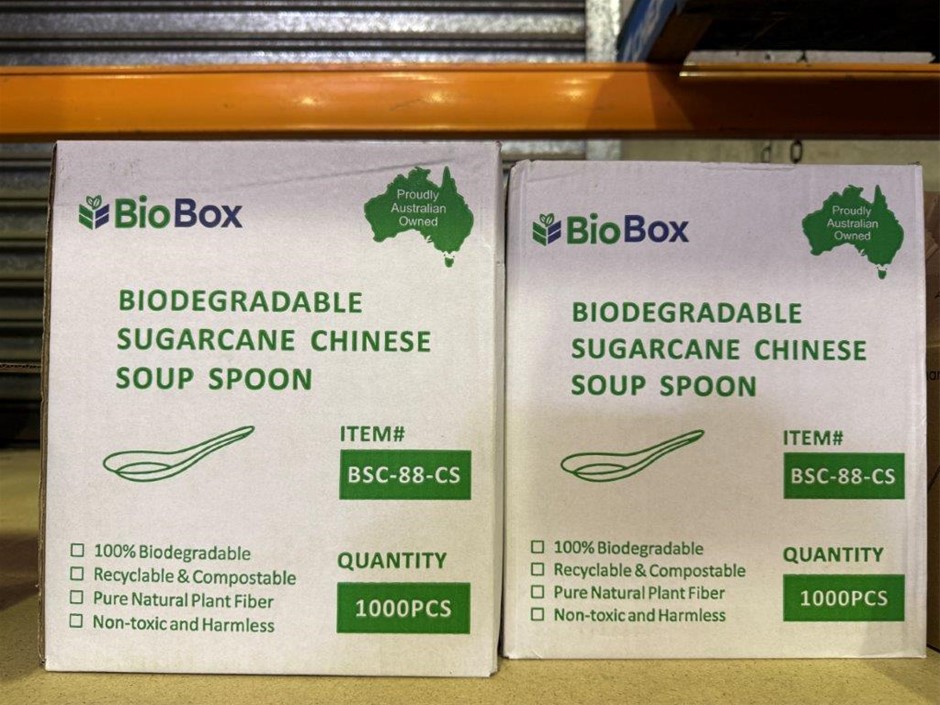 BioBox
Proudly
Australian
Owned
BIODEGRADABLE
SUGARCANE CHINESE
SOUP SPOON
ITEM#
BSC-88-CS
100% Biodegradable
Recyclable & Compostable
Pure Natural Plant Fiber
Non-toxic and Harmless
QUANTITY
1000PCS
BioBox
Proudly
Australian
Owned
BIODEGRADABLE
SUGARCANE CHINESE
SOUP SPOON
ITEM#
BSC-88-CS
100% Biodegradable
Recyclable & Compostable
Pure Natural Plant Fiber
Non-toxic and Harmless
QUANTITY
1000PCS